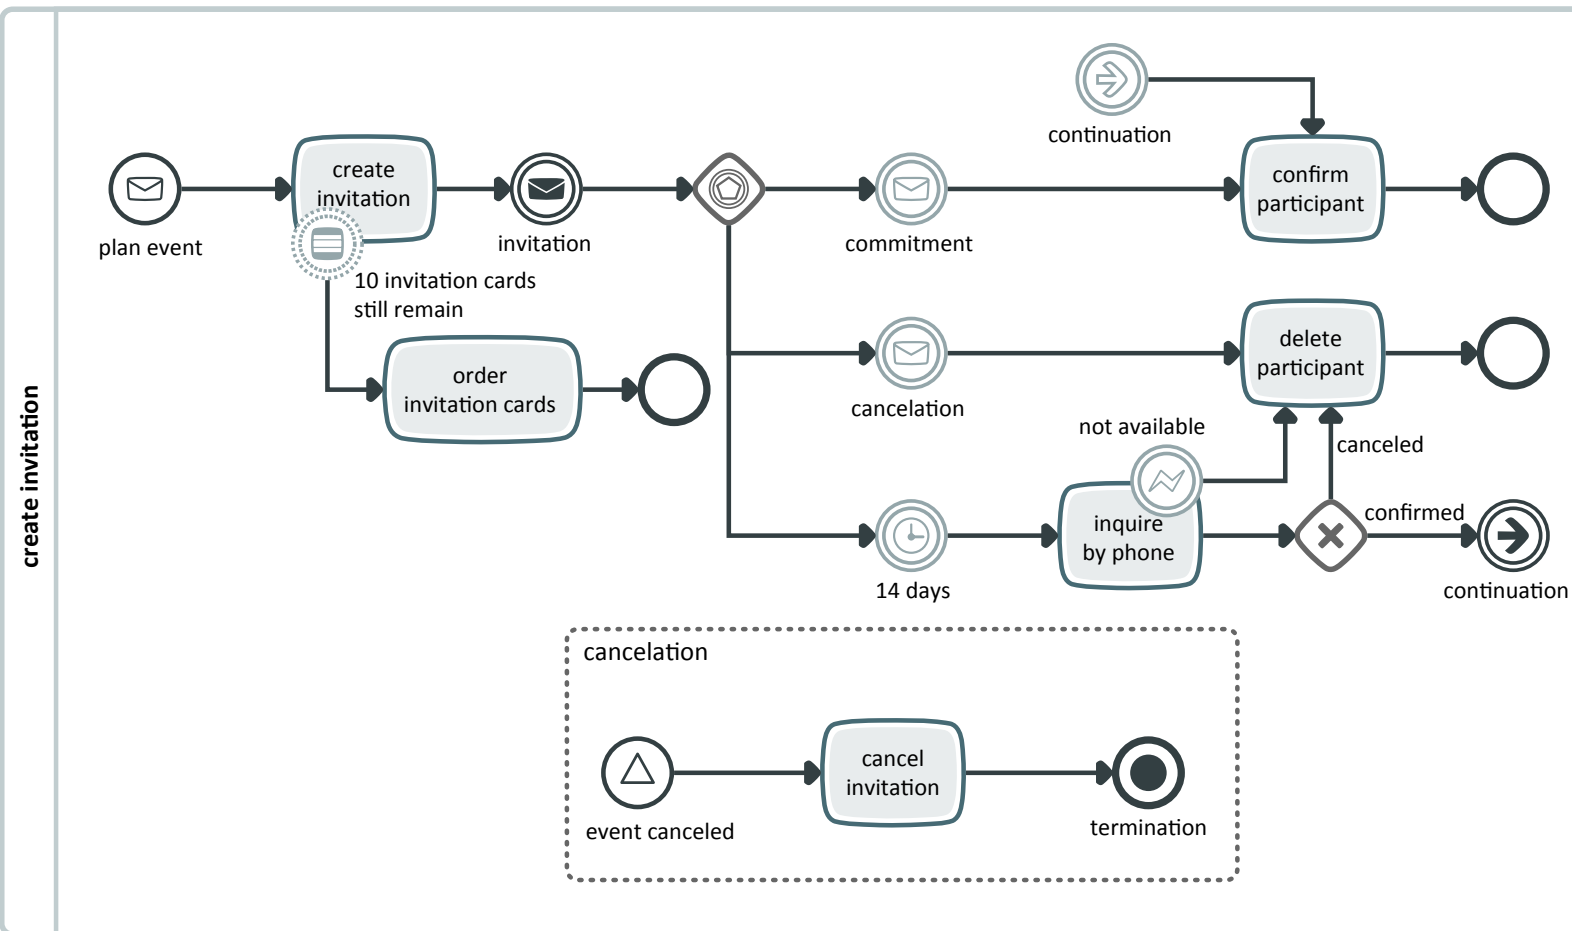 create invitation
continuation
create
invitation
confirm
participant
plan event
invitation
commitment
10 invitation cards
still remain
delete
participant
order
invitation cards
cancelation
not available
canceled
inquire
by phone
confirmed
14 days
continuation
cancelation
cancel
invitation
event canceled
termination